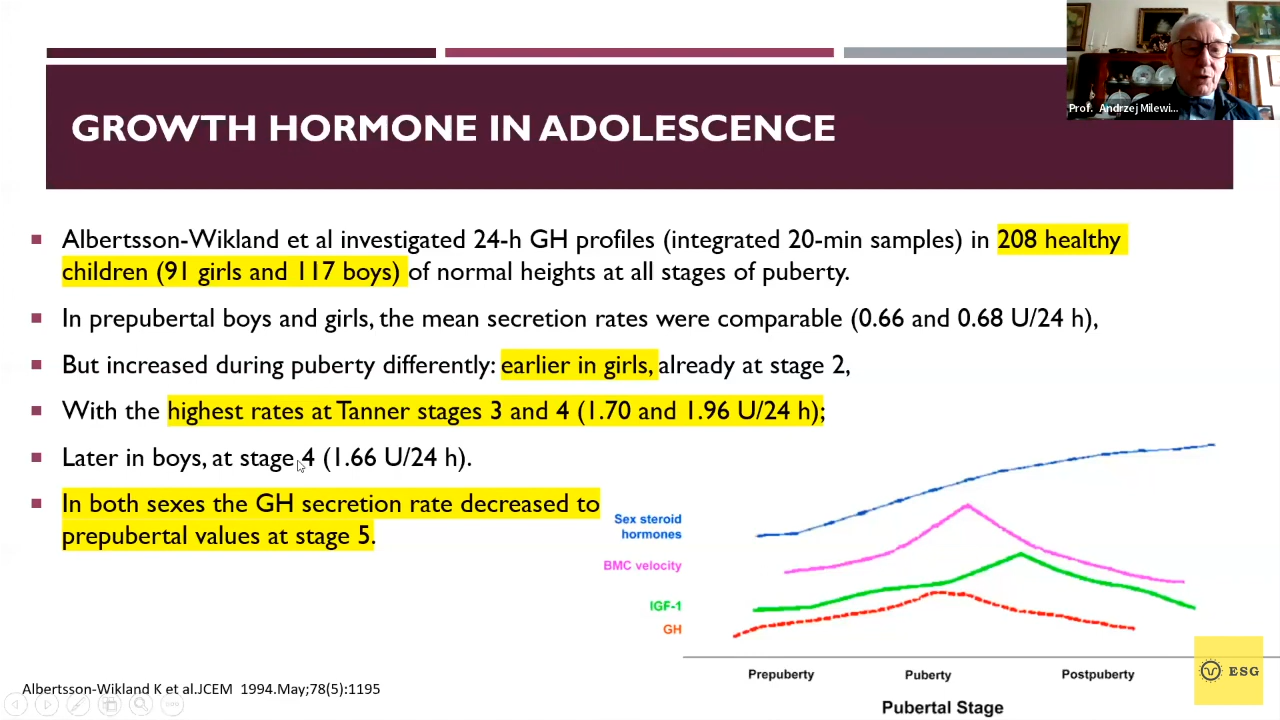 Prof. Andrzej Milewi...
GROWTH HORMONE IN ADOLESCENCE
Albertsson-Wikland et al investigated 24-h GH profiles (integrated 20-min samples) in 208 healthy
children (91 girls and 117 boys) of normal heights at all stages of puberty.
In prepubertal boys and girls, the mean secretion rates were comparable (0.66 and 0.68 U/24 h),
But increased during puberty differently: earlier in girls, already at stage 2,
With the highest rates at Tanner stages 3 and 4 (1.70 and 1.96 U/24 h);
Later in boys, at stage 4 (1.66 U/24 h).
In both sexes the GH secretion rate decreased to
prepubertal values at stage 5.
Sex steroid
hormones
BMC velocity
IGF-1
GH
Prepuberty Puberty Postpuberty
Pubertal Stage
ESG
Albertsson-Wikland K et al.JCEM 1994.May;78(5):1195